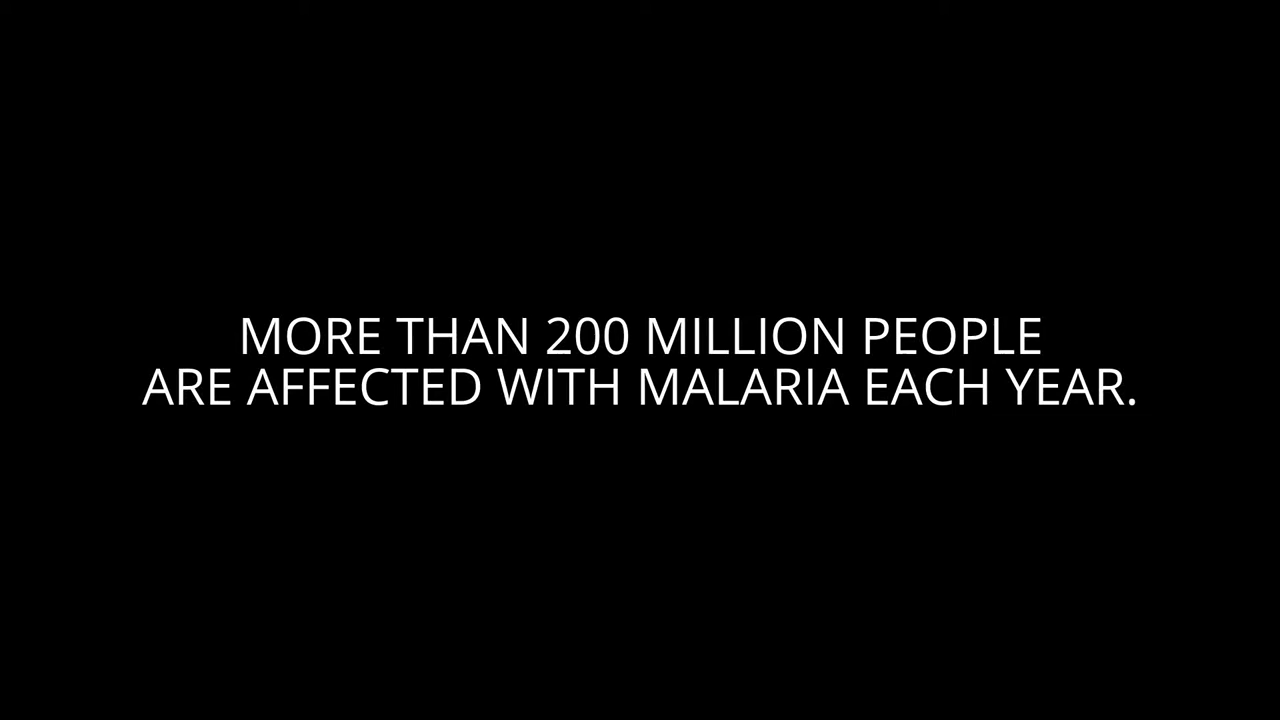 MORE THAN 200 MILLION PEOPLE
ARE AFFECTED WITH MALARIA EACH YEAR.